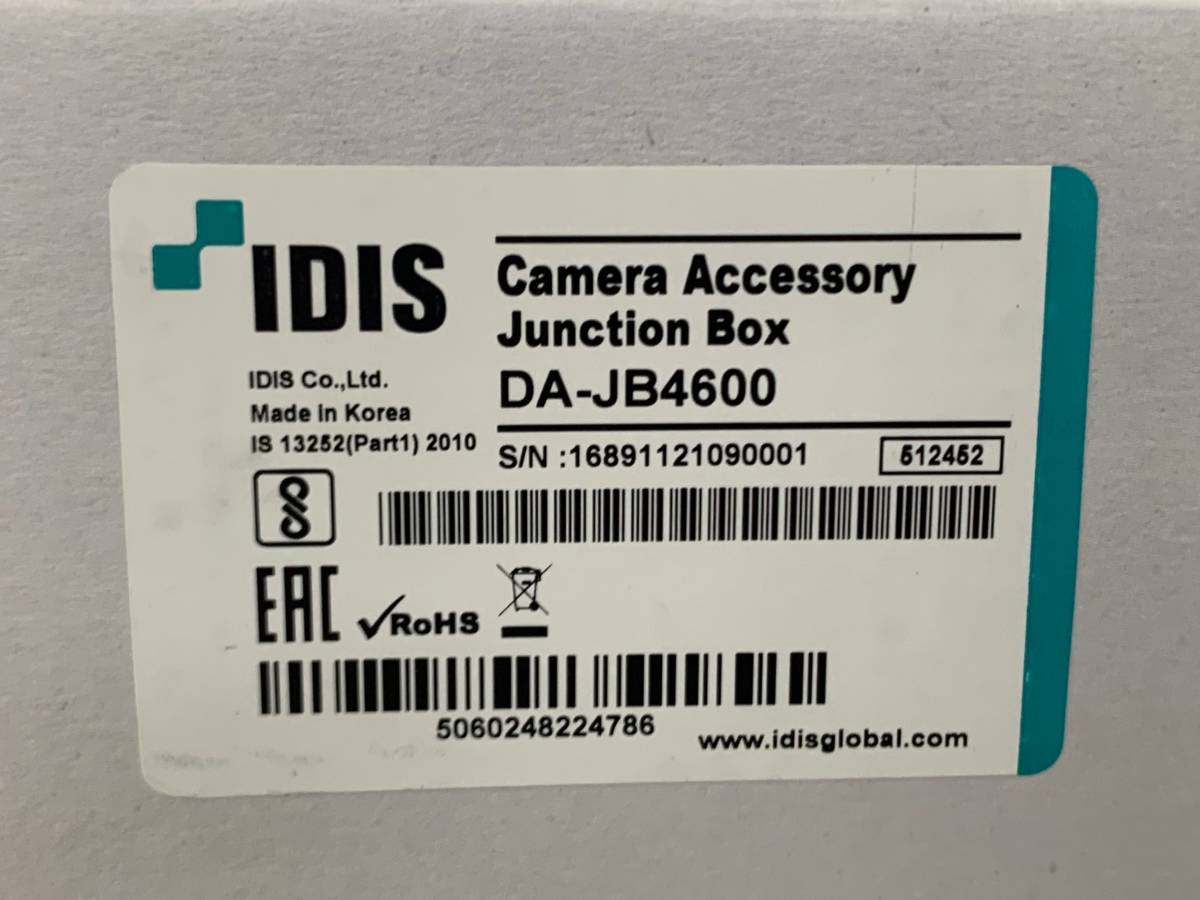 IDIS
IDIS Co.,Ltd.
Made in Korea
IS 13252(Part1) 2010
Camera Accessory
Junction Box
DA-JB4600
S/N :16891121090001
512452
EAC
RoHS
5060248224786
www.idisglobal.com